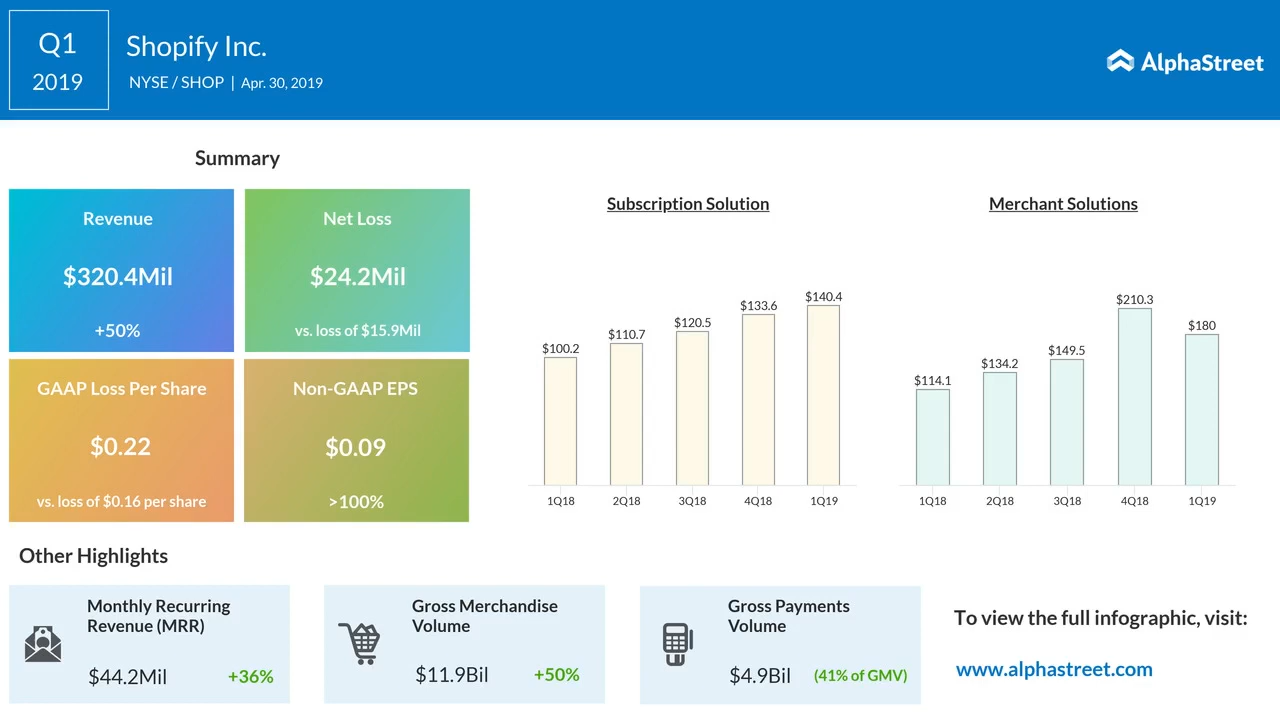 Q1
2019
Shopify Inc.
NYSE / SHOP | Apr. 30, 2019
AlphaStreet
Summary
Revenue
$320.4Mil
+50%
Net Loss
$24.2Mil
vs. loss of $15.9Mil
GAAP Loss Per Share
$0.22
vs. loss of $0.16 per share
Non-GAAP EPS
$0.09
>100%
Subscription Solution
$100.2
$110.7
$120.5
$133.6
$140.4
1Q18
2Q18
3Q18
4Q18
1Q19
Merchant Solutions
$114.1
$134.2
$149.5
$210.3
$180
1Q18
2Q18
3Q18
4Q18
1Q19
Other Highlights
Monthly Recurring
Revenue (MRR)
$44.2Mil
+36%
Gross Merchandise
Volume
$11.9Bil
+50%
Gross Payments
Volume
$4.9Bil
(41% of GMV)
To view the full infographic, visit:
www.alphastreet.com